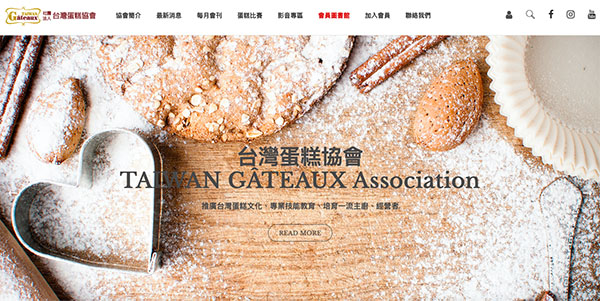 TAIWAN
Gâteaux
社團法人 台灣蛋糕協會
協會簡介 最新消息 每月會刊 蛋糕比賽 影音專區 會員圖書館 加入會員 聯絡我們
台灣蛋糕協會
TAIWAN GÂTEAUX Association
推廣台灣蛋糕文化、專業技能教育、培育一流主廚、經營者。
READ MORE